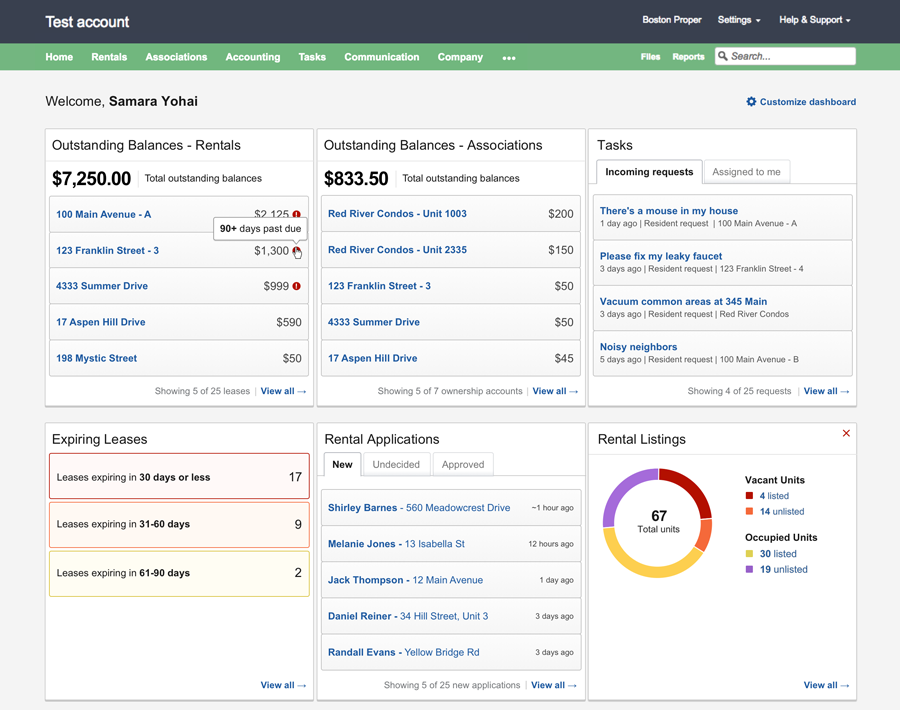 Test account
Boston Proper
Settings
Help & Support
Home
Rentals
Associations
Accounting
Tasks
Communication
Company
•••
Files
Reports
Search...
Welcome, Samara Yohai
Customize dashboard
Outstanding Balances - Rentals
$7,250.00
Total outstanding balances
100 Main Avenue - A
$2,125
90+ days past due
123 Franklin Street - 3
$1,300
4333 Summer Drive
$999
17 Aspen Hill Drive
$590
198 Mystic Street
$50
Showing 5 of 25 leases | View all →
Outstanding Balances - Associations
$833.50
Total outstanding balances
Red River Condos - Unit 1003
$200
Red River Condos - Unit 2335
$150
123 Franklin Street - 3
$50
4333 Summer Drive
$50
17 Aspen Hill Drive
$45
Showing 5 of 7 ownership accounts | View all →
Tasks
Incoming requests
Assigned to me
There's a mouse in my house
1 day ago | Resident request | 100 Main Avenue - A
Please fix my leaky faucet
3 days ago | Resident request | 123 Franklin Street - 4
Vacuum common areas at 345 Main
3 days ago | Resident request | Red River Condos
Noisy neighbors
5 days ago | Resident request | 100 Main Avenue - B
Showing 4 of 25 requests | View all →
Expiring Leases
Leases expiring in 30 days or less
17
Leases expiring in 31-60 days
9
Leases expiring in 61-90 days
2
View all →
Rental Applications
New
Undecided
Approved
Shirley Barnes - 560 Meadowcrest Drive
~1 hour ago
Melanie Jones - 13 Isabella St
12 hours ago
Jack Thompson - 12 Main Avenue
1 day ago
Daniel Reiner - 34 Hill Street, Unit 3
3 days ago
Randall Evans - Yellow Bridge Rd
3 days ago
Showing 5 of 25 new applications | View all →
Rental Listings
67
Total units
Vacant Units
4 listed
14 unlisted
Occupied Units
30 listed
19 unlisted
View all →